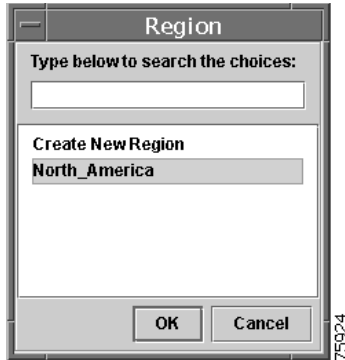 Region
Type below to search the choices:
Create New Region
North_America
OK
Cancel
75924